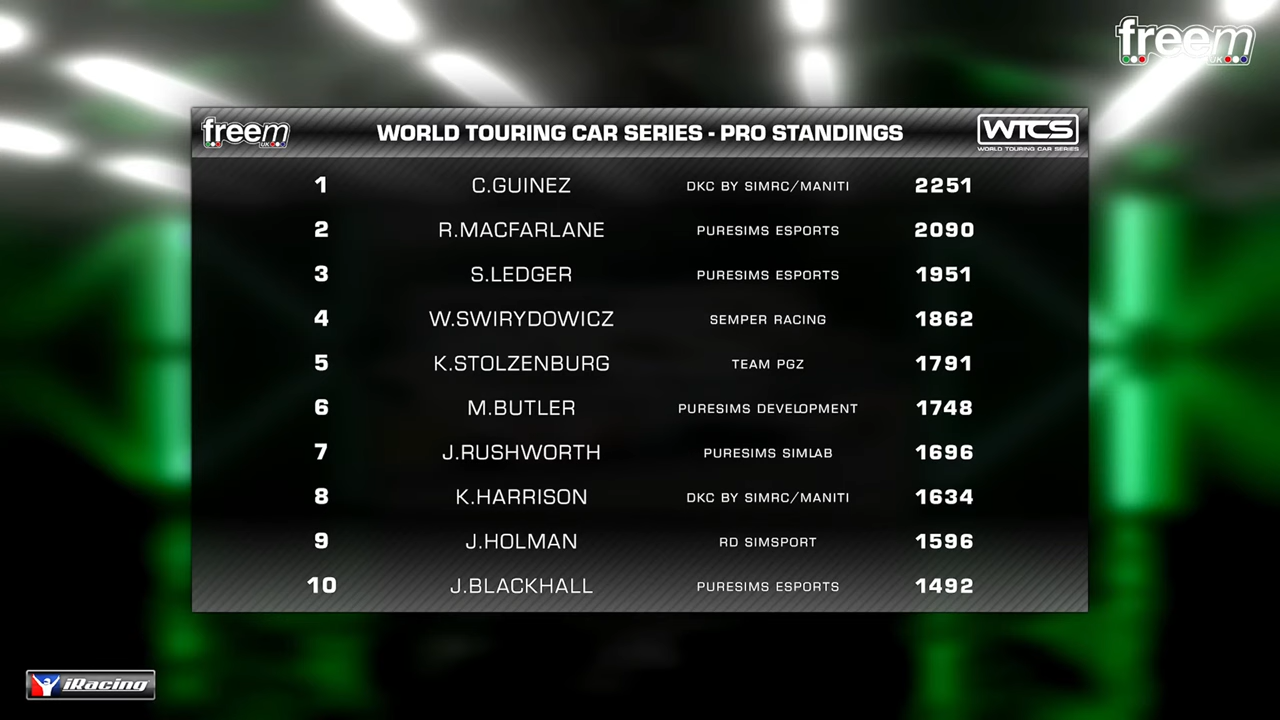 freem
UK
freem
UK
WORLD TOURING CAR SERIES - PRO STANDINGS
WTCS
WORLD TOURING CAR SERIES
1 C.GUINEZ DKC BY SIMRC/MANITI 2251
2 R.MACFARLANE PURESIMS ESPORTS 2090
3 S.LEDGER PURESIMS ESPORTS 1951
4 W.SWIRYDOWICZ SEMPER RACING 1862
5 K.STOLZENBURG TEAM PGZ 1791
6 M.BUTLER PURESIMS DEVELOPMENT 1748
7 J.RUSHWORTH PURESIMS SIMLAB 1696
8 K.HARRISON DKC BY SIMRC/MANITI 1634
9 J.HOLMAN RD SIMSPORT 1596
10 J.BLACKHALL PURESIMS ESPORTS 1492
iRacing